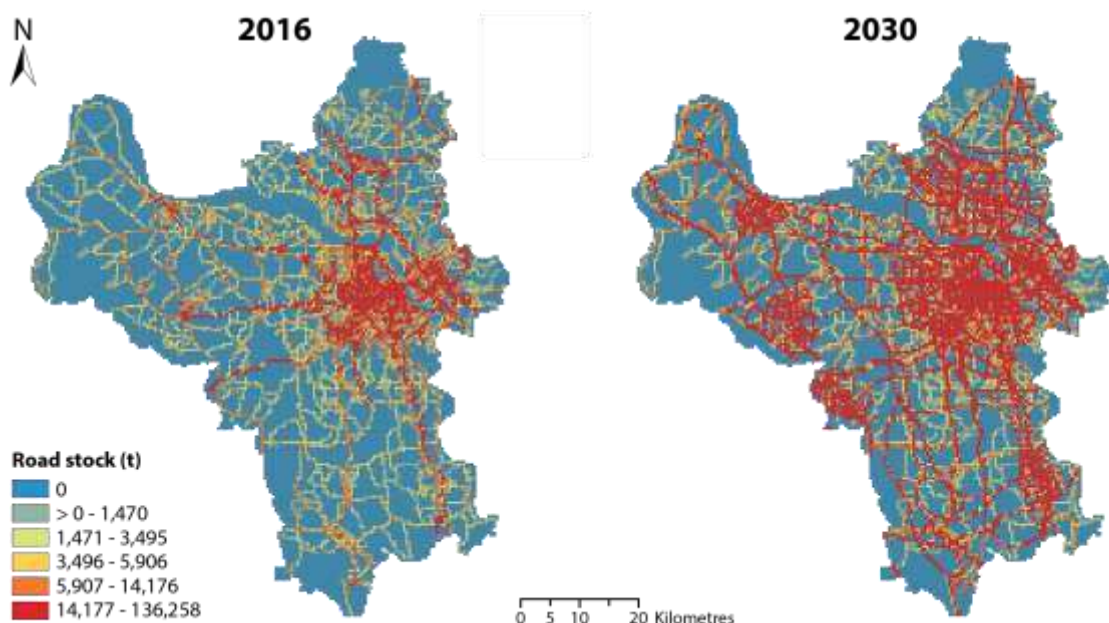 N
2016
2030
Road stock (t)
0
> 0 - 1,470
1,471 - 3,495
3,496 - 5,906
5,907 - 14,176
14,177 - 136,258
0 5 10 20 Kilometres